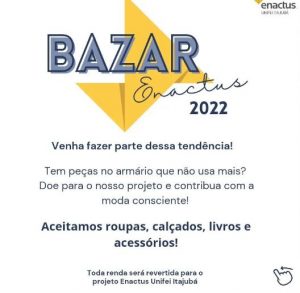 enactus
UNIFEI ITAJUBÁ
BAZAR
Enactus
2022
Venha fazer parte dessa tendência!
Tem peças no armário que não usa mais?
Doe para o nosso projeto e contribua com a
moda consciente!
Aceitamos roupas, calçados, livros e
acessórios!
Toda renda será revertida para o
projeto Enactus Unifei Itajubá